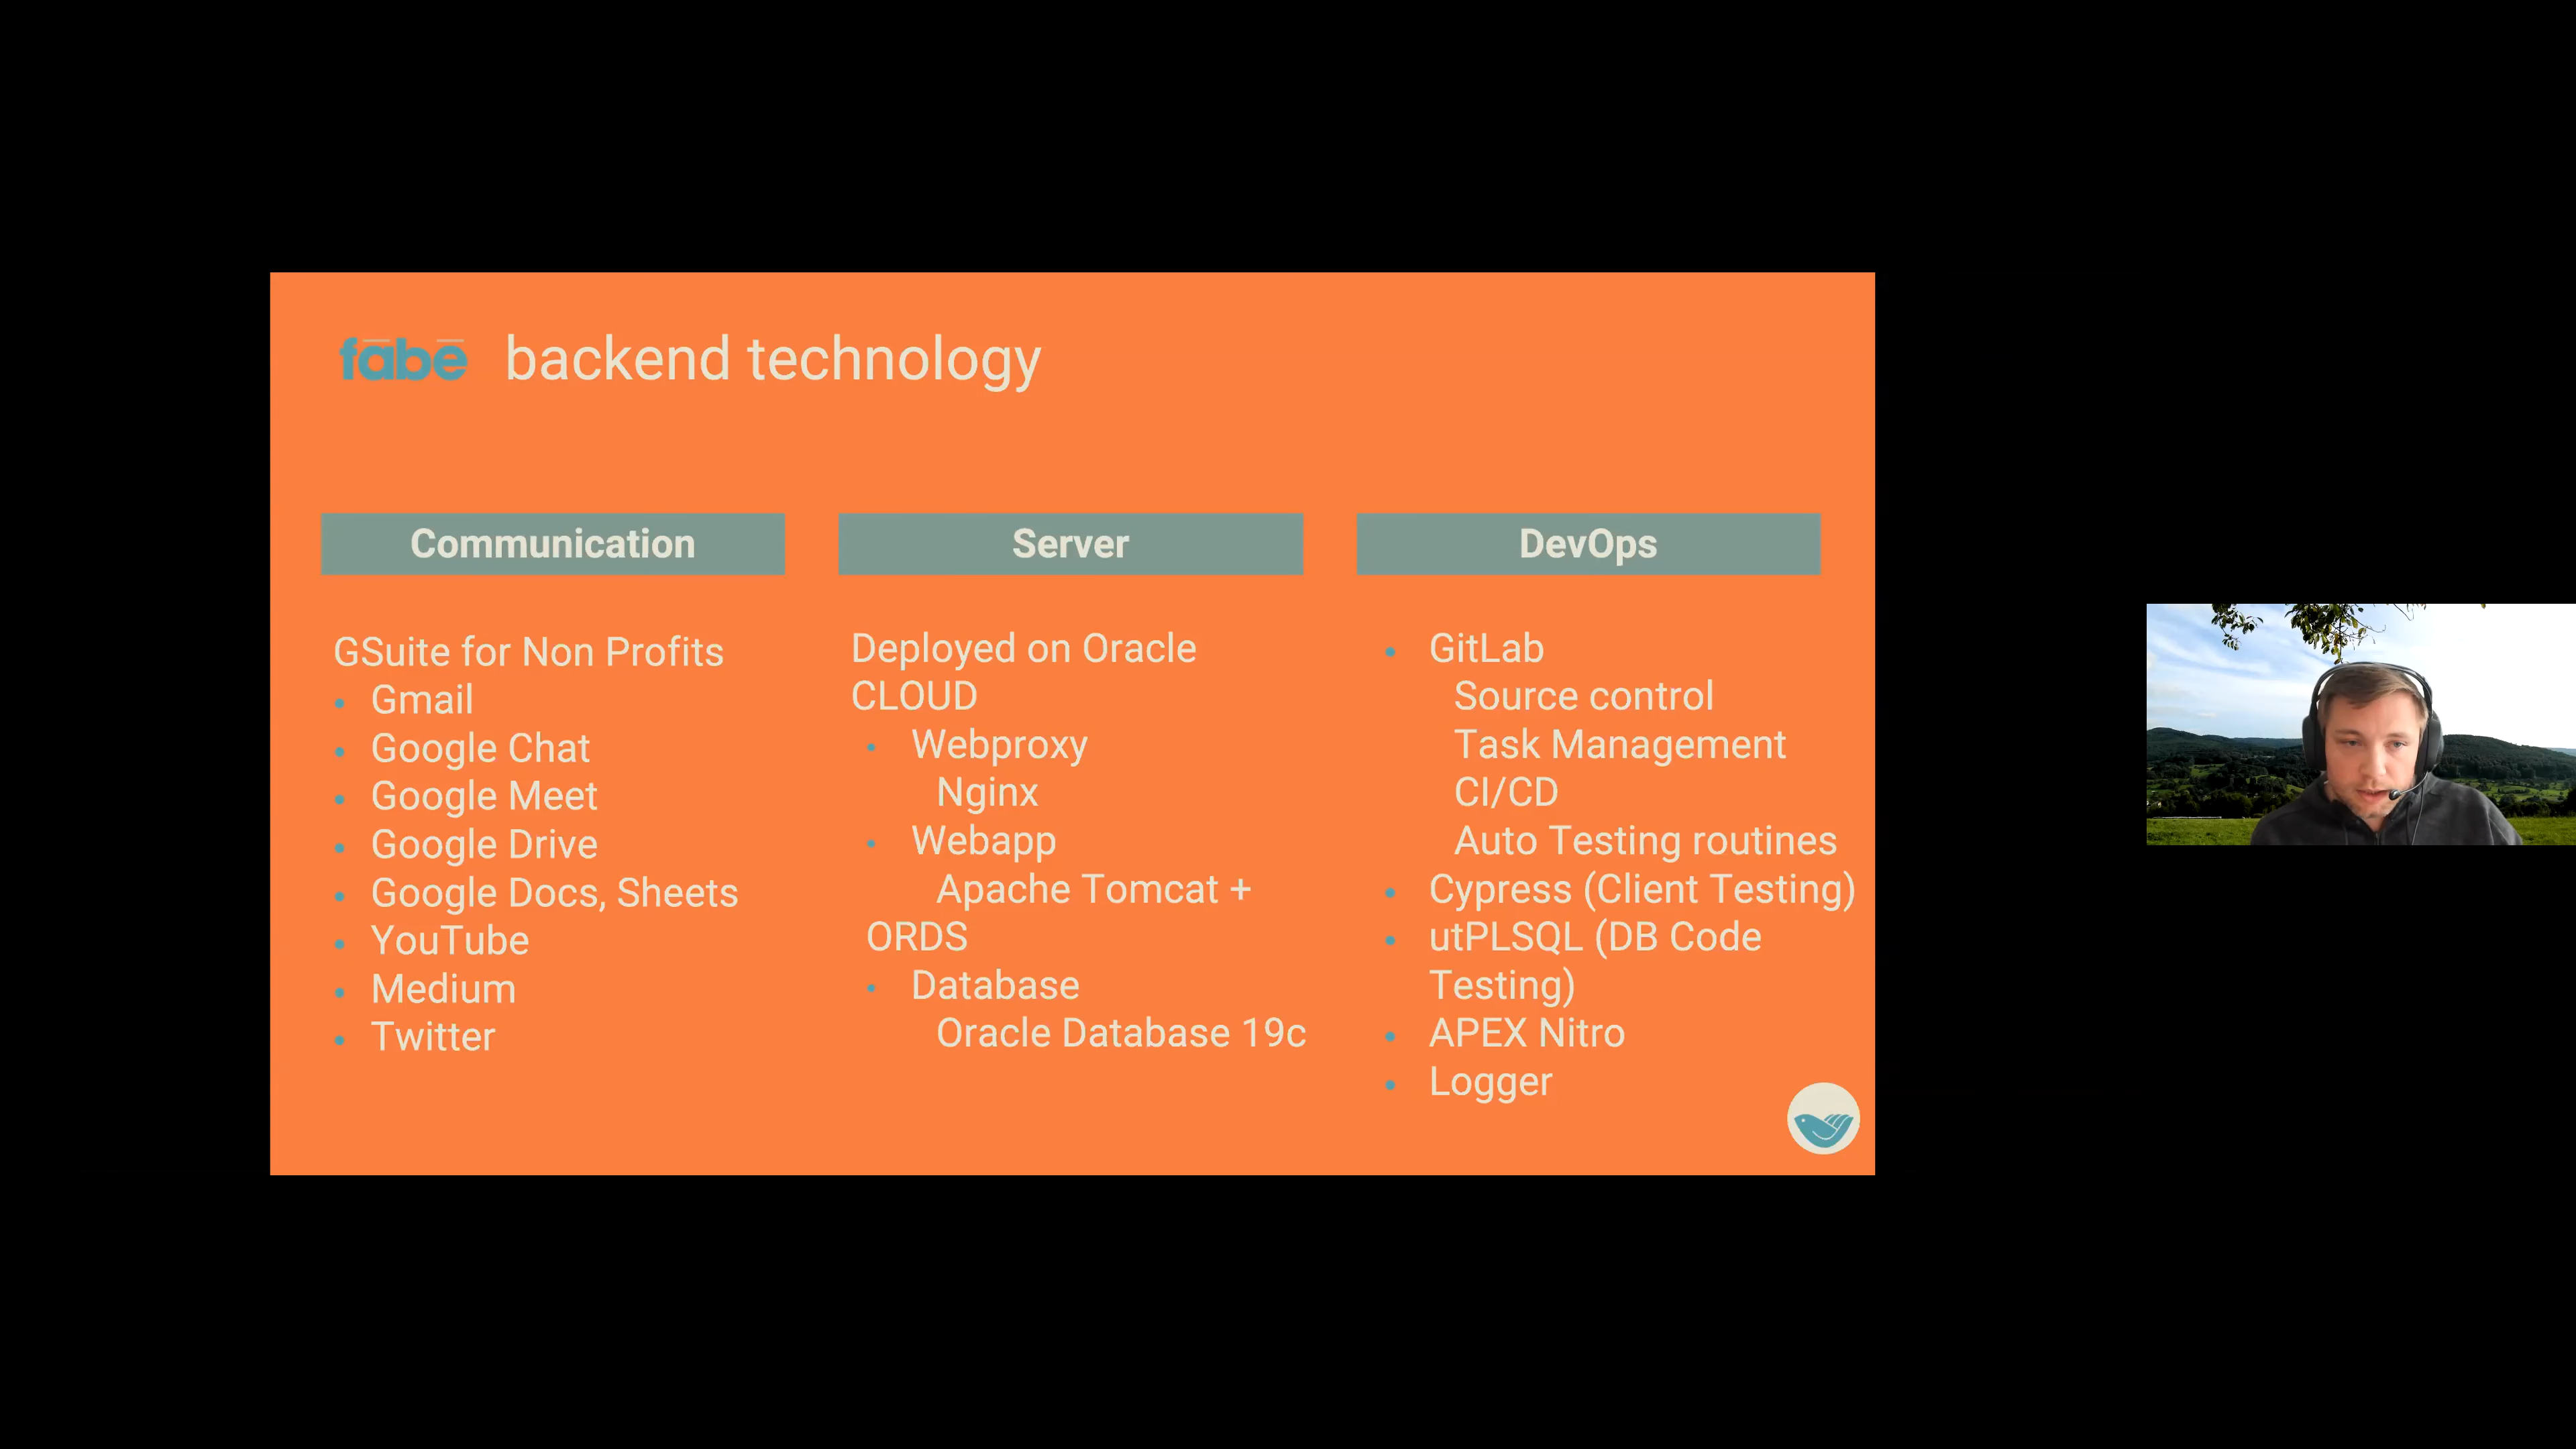 fābē backend technology
Communication
GSuite for Non Profits
• Gmail
• Google Chat
• Google Meet
• Google Drive
• Google Docs, Sheets
• YouTube
• Medium
• Twitter
Server
Deployed on Oracle
CLOUD
• Webproxy
Nginx
• Webapp
Apache Tomcat +
ORDS
• Database
Oracle Database 19c
DevOps
• GitLab
Source control
Task Management
CI/CD
Auto Testing routines
• Cypress (Client Testing)
• utPLSQL (DB Code
Testing)
• APEX Nitro
• Logger